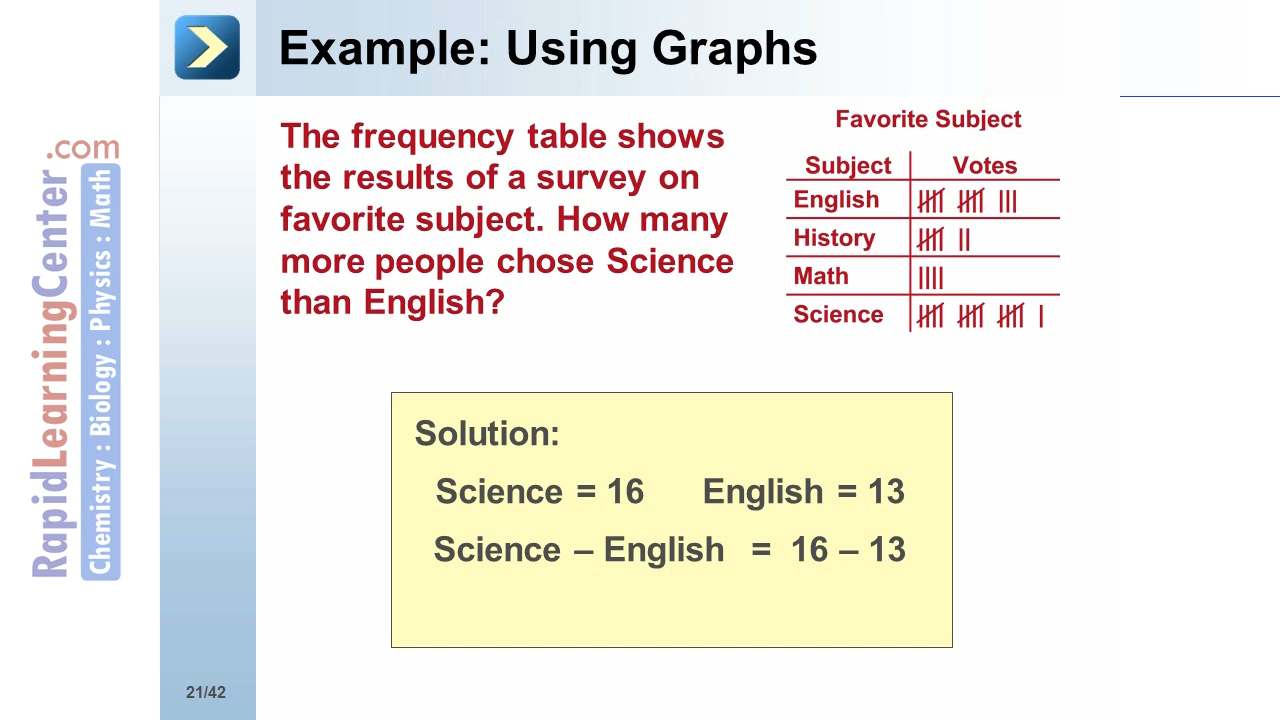 Example: Using Graphs
The frequency table shows
the results of a survey on
favorite subject. How many
more people chose Science
than English?
Favorite Subject
Subject Votes
English
History
Math
Science
Solution:
Science = 16 English = 13
Science – English = 16 – 13
RapidLearningCenter.com
Chemistry : Biology : Physics : Math
21/42